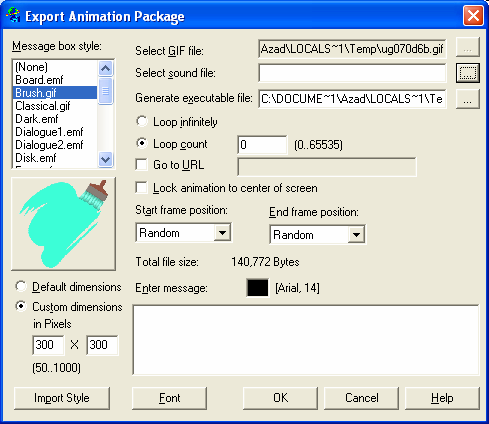 Export Animation Package
Message box style:
(None)
Board.emf
Brush.gif
Classical.gif
Dark.emf
Dialogue1.emf
Dialogue2.emf
Disk.emf
Default dimensions
Custom dimensions
in Pixels
300 X 300
(50..1000)
Select GIF file: Azad\LOCALS~1\Temp\ug070d6b.gif ...
Select sound file: ...
Generate executable file: C:\DOCUME~1\Azad\LOCALS~1\Te ...
Loop infinitely
Loop count 0 (0..65535)
Go to URL
Lock animation to center of screen
Start frame position: End frame position:
Random Random
Total file size: 140,772 Bytes
Enter message: [Arial, 14]
Import Style Font OK Cancel Help